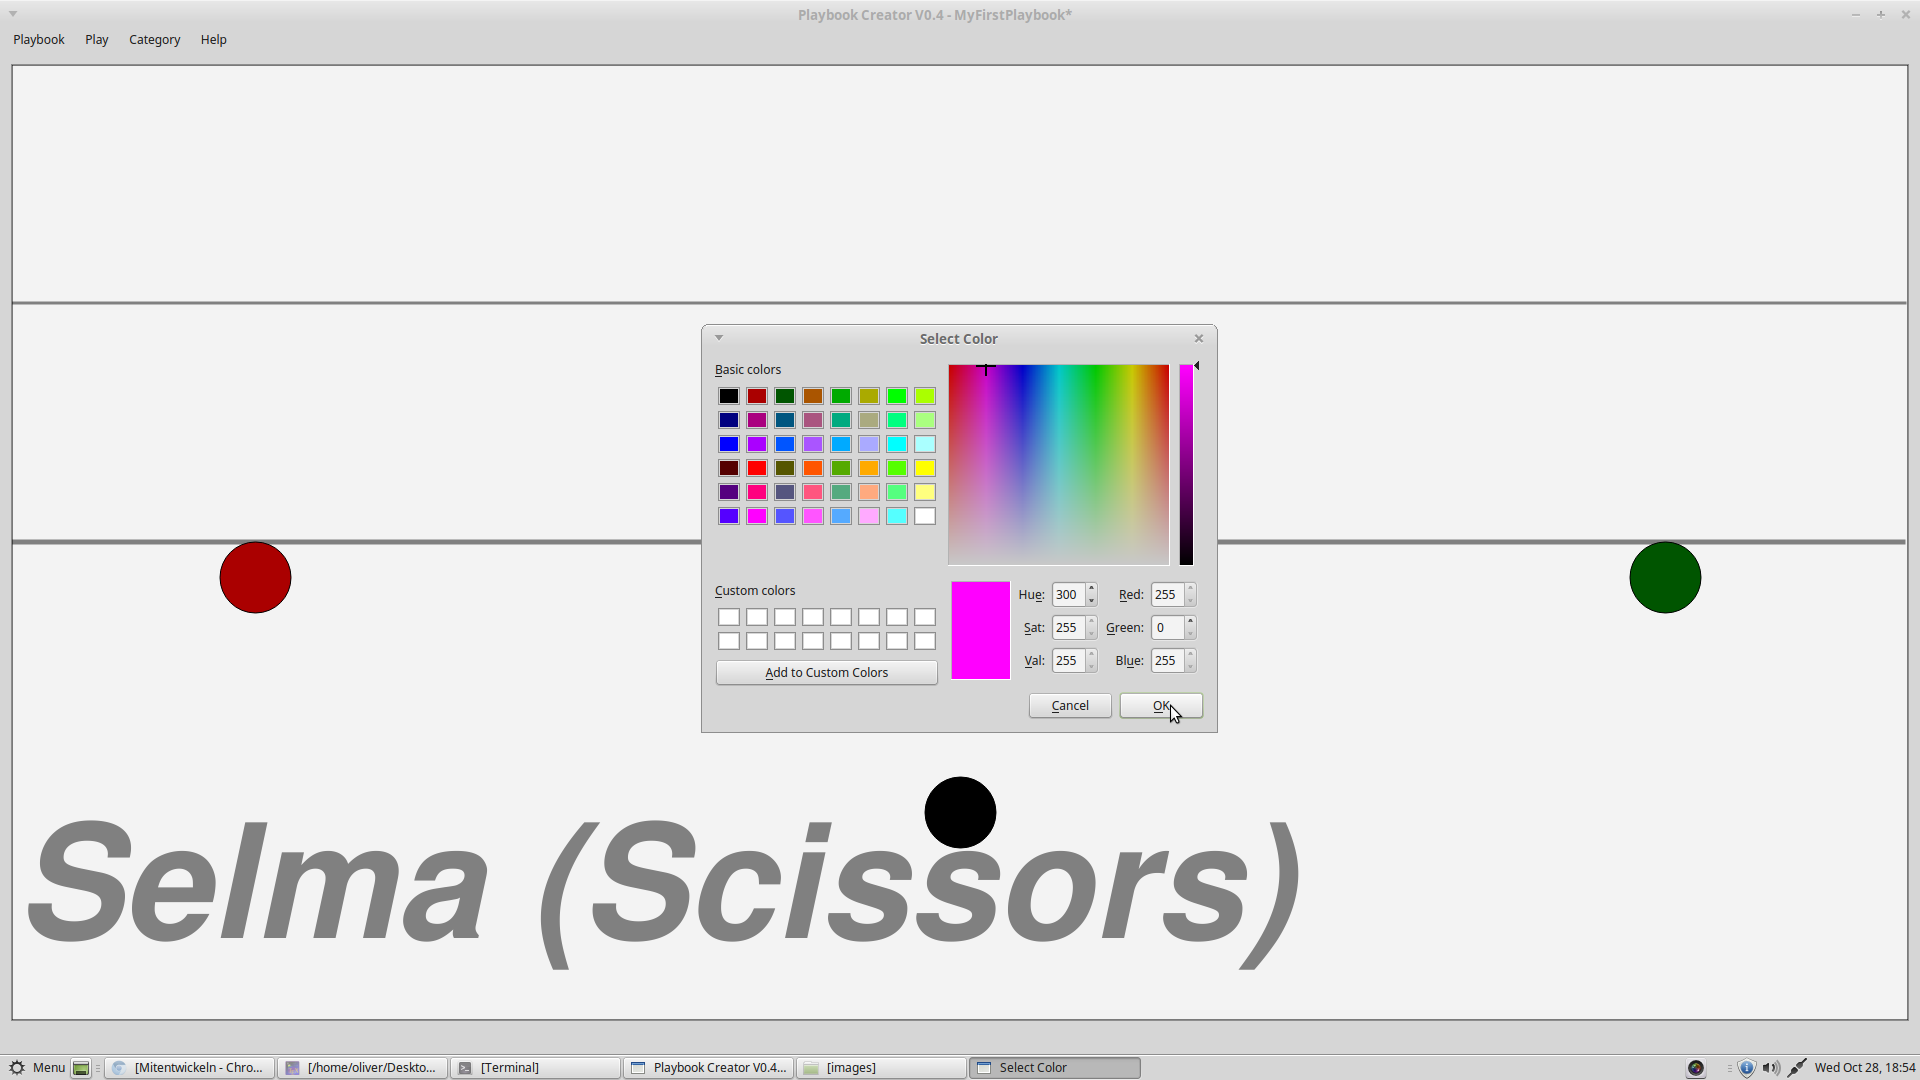 Playbook Creator V0.4 - MyFirstPlaybook*
Playbook Play Category Help
Select Color
Basic colors
Custom colors
Add to Custom Colors
Hue: 300 Red: 255
Sat: 255 Green: 0
Val: 255 Blue: 255
Cancel OK
Selma (Scissors)
Menu [Mitentwickeln - Chro... [/home/oliver/Deskto... [Terminal] Playbook Creator V0.4... [images] Select Color Wed Oct 28, 18:54